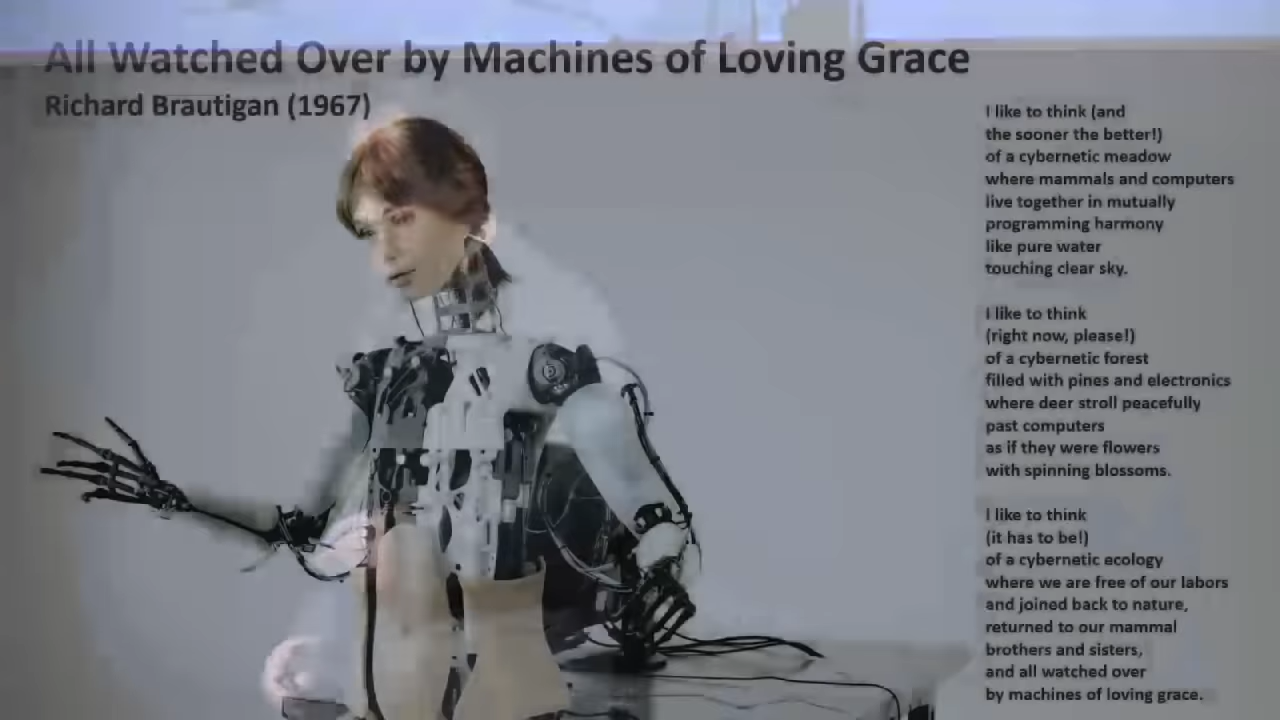 All Watched Over by Machines of Loving Grace
Richard Brautigan (1967)
I like to think (and
the sooner the better!)
of a cybernetic meadow
where mammals and computers
live together in mutually
programming harmony
like pure water
touching clear sky.

I like to think
(right now, please!)
of a cybernetic forest
filled with pines and electronics
where deer stroll peacefully
past computers
as if they were flowers
with spinning blossoms.

I like to think
(it has to be!)
of a cybernetic ecology
where we are free of our labors
and joined back to nature,
returned to our mammal
brothers and sisters,
and all watched over
by machines of loving grace.